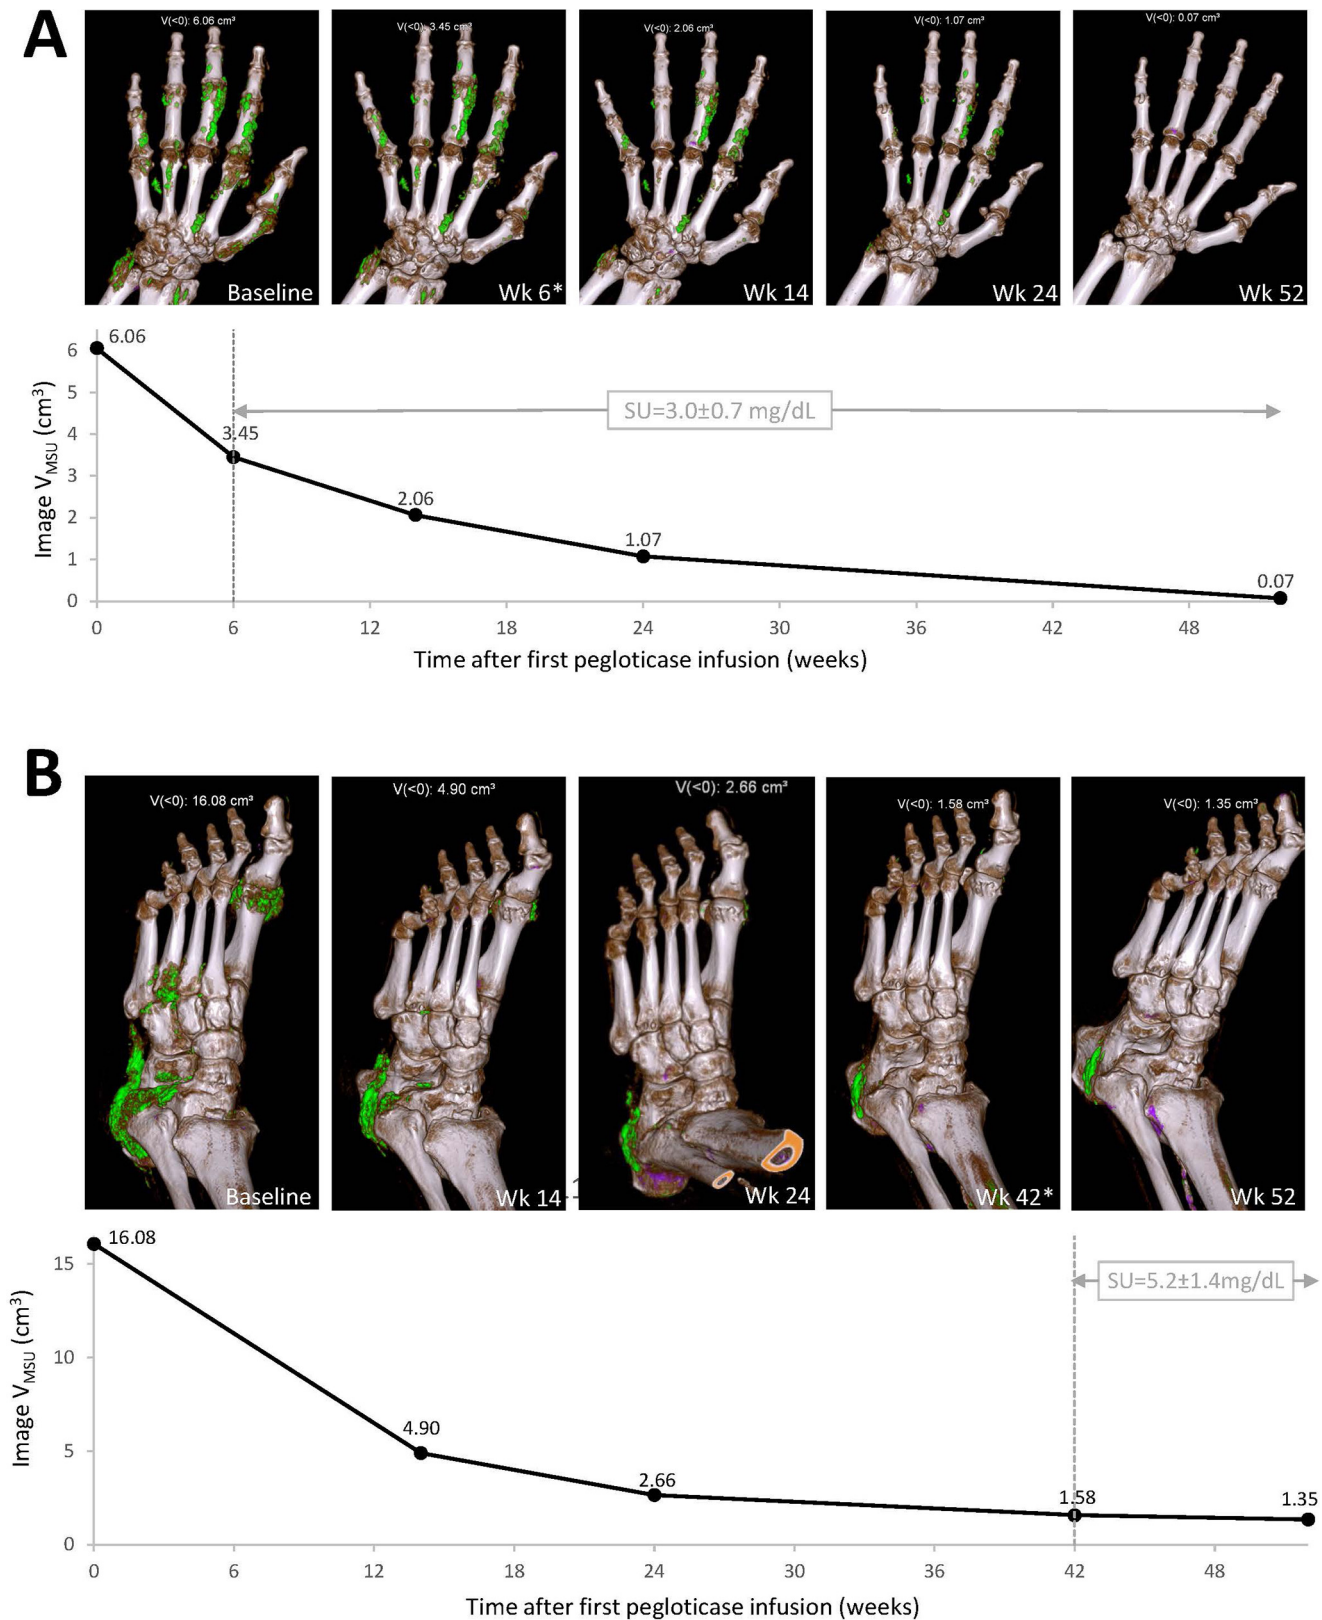 A
V(<0): 6.06 cm³
V(<0): 3.45 cm³
V(<0): 2.06 cm³
V(<0): 1.07 cm³
V(<0): 0.07 cm³
Baseline
Wk 6*
Wk 14
Wk 24
Wk 52
Image VMSU (cm³)
6
5
4
3
2
1
0
6.06
3.45
2.06
1.07
0.07
SU=3.0±0.7 mg/dL
0 6 12 18 24 30 36 42 48
Time after first pegloticase infusion (weeks)
B
V(<0): 16.08 cm³
V(<0): 4.90 cm³
V(<0): 2.66 cm³
V(<0): 1.58 cm³
V(<0): 1.35 cm³
Baseline
Wk 14
Wk 24
Wk 42*
Wk 52
Image VMSU (cm³)
15
10
5
0
16.08
4.90
2.66
1.58
1.35
SU=5.2±1.4mg/dL
0 6 12 18 24 30 36 42 48
Time after first pegloticase infusion (weeks)